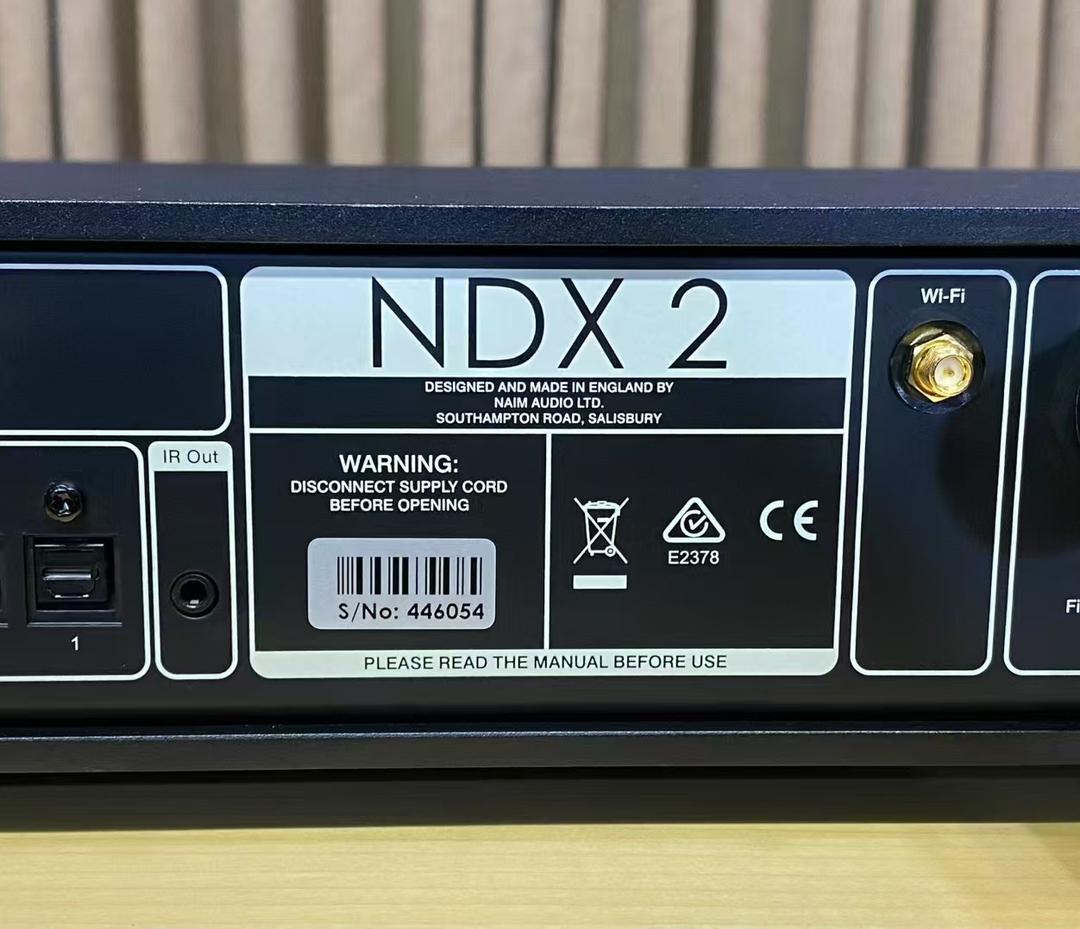 NDX 2
DESIGNED AND MADE IN ENGLAND BY
NAIM AUDIO LTD.
SOUTHAMPTON ROAD, SALISBURY
WARNING:
DISCONNECT SUPPLY CORD
BEFORE OPENING
S/No: 446054
E2378
CE
PLEASE READ THE MANUAL BEFORE USE
IR Out
1
Wi-Fi
Fi